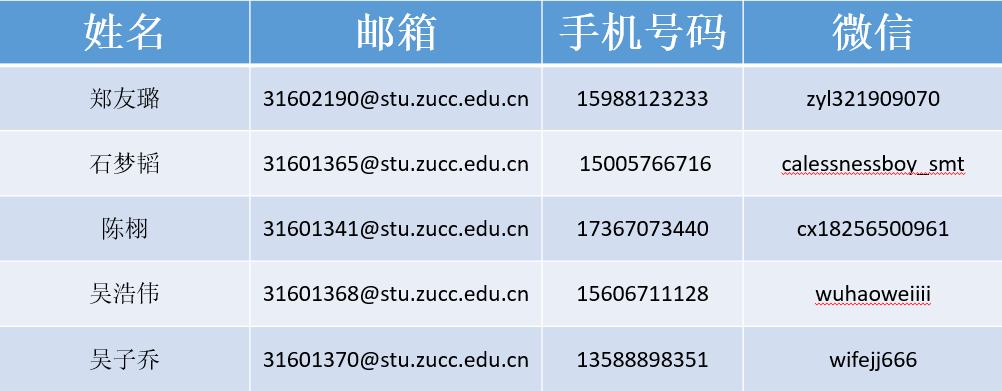 姓名 邮箱 手机号码 微信
郑友璐 31602190@stu.zucc.edu.cn 15988123233 zyl321909070
石梦韬 31601365@stu.zucc.edu.cn 15005766716 calessnessboy_smt
陈栩 31601341@stu.zucc.edu.cn 17367073440 cx18256500961
吴浩伟 31601368@stu.zucc.edu.cn 15606711128 wuhaoweiiii
吴子乔 31601370@stu.zucc.edu.cn 13588898351 wifejj666